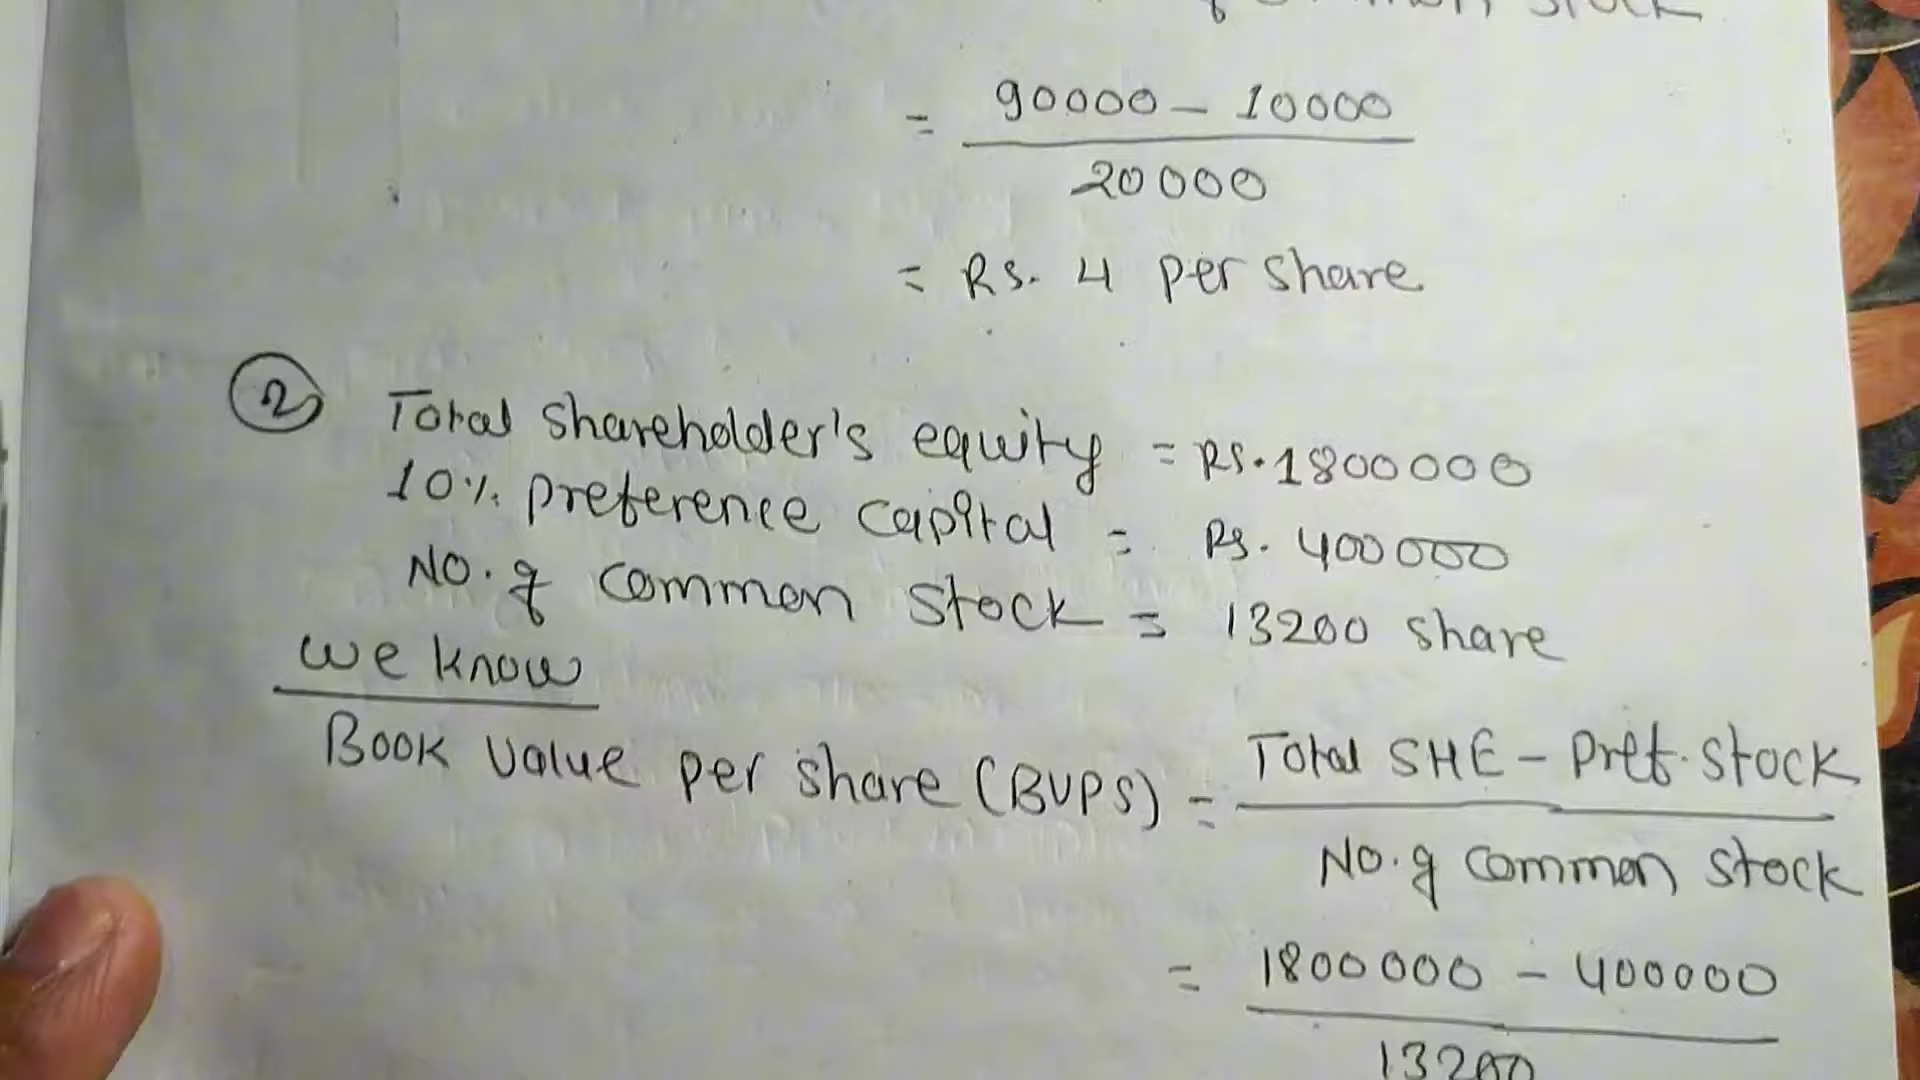 = 90000 - 10000
20000
= Rs. 4 per share
② Total shareholder's equity = Rs. 1800000
10% preference capital = Rs. 400000
No. of common stock = 13200 share
we know
Book value per share (BVPS) = Total SHE - Pref. stock
No. of common stock
= 1800000 - 400000
13200